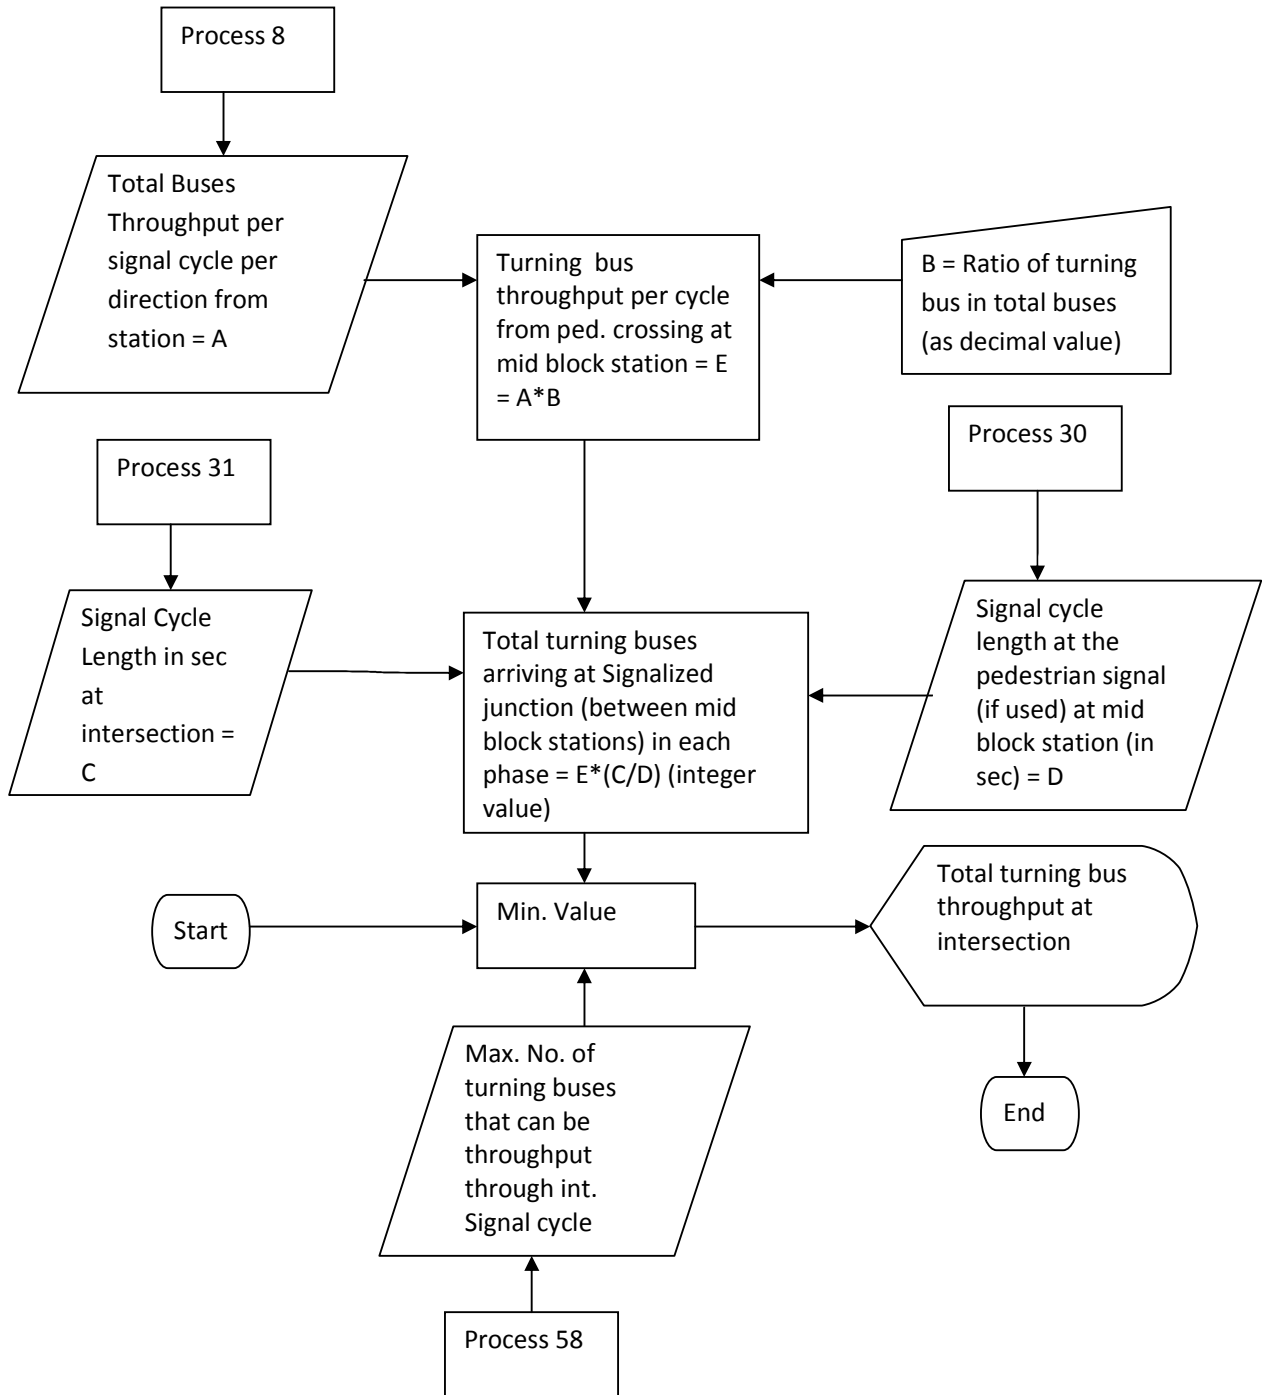 Process 8
Total Buses
Throughput per
signal cycle per
direction from
station = A
Turning bus
throughput per cycle
from ped. crossing at
mid block station = E
= A*B
B = Ratio of turning
bus in total buses
(as decimal value)
Process 31
Process 30
Signal Cycle
Length in sec
at
intersection =
C
Total turning buses
arriving at Signalized
junction (between mid
block stations) in each
phase = E*(C/D) (integer
value)
Signal cycle
length at the
pedestrian signal
(if used) at mid
block station (in
sec) = D
Start
Min. Value
Total turning bus
throughput at
intersection
Max. No. of
turning buses
that can be
throughput
through int.
Signal cycle
End
Process 58